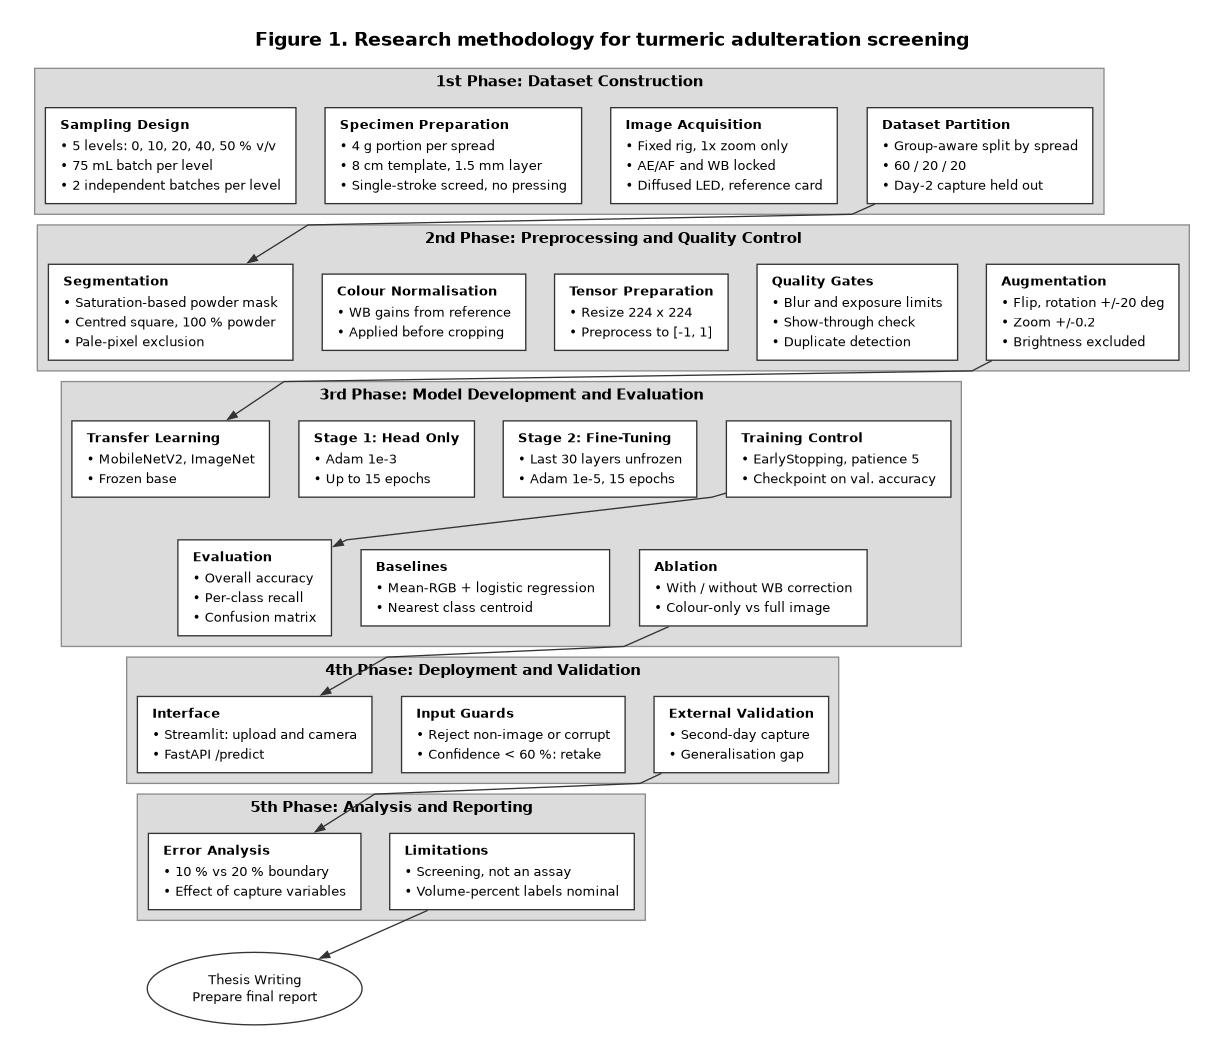 Figure 1. Research methodology for turmeric adulteration screening
1st Phase: Dataset Construction
Sampling Design
• 5 levels: 0, 10, 20, 40, 50 % v/v
• 75 mL batch per level
• 2 independent batches per level
Specimen Preparation
• 4 g portion per spread
• 8 cm template, 1.5 mm layer
• Single-stroke screed, no pressing
Image Acquisition
• Fixed rig, 1x zoom only
• AE/AF and WB locked
• Diffused LED, reference card
Dataset Partition
• Group-aware split by spread
• 60 / 20 / 20
• Day-2 capture held out
2nd Phase: Preprocessing and Quality Control
Segmentation
• Saturation-based powder mask
• Centred square, 100 % powder
• Pale-pixel exclusion
Colour Normalisation
• WB gains from reference
• Applied before cropping
Tensor Preparation
• Resize 224 x 224
• Preprocess to [-1, 1]
Quality Gates
• Blur and exposure limits
• Show-through check
• Duplicate detection
Augmentation
• Flip, rotation +/-20 deg
• Zoom +/-0.2
• Brightness excluded
3rd Phase: Model Development and Evaluation
Transfer Learning
• MobileNetV2, ImageNet
• Frozen base
Stage 1: Head Only
• Adam 1e-3
• Up to 15 epochs
Stage 2: Fine-Tuning
• Last 30 layers unfrozen
• Adam 1e-5, 15 epochs
Training Control
• EarlyStopping, patience 5
• Checkpoint on val. accuracy
Evaluation
• Overall accuracy
• Per-class recall
• Confusion matrix
Baselines
• Mean-RGB + logistic regression
• Nearest class centroid
Ablation
• With / without WB correction
• Colour-only vs full image
4th Phase: Deployment and Validation
Interface
• Streamlit: upload and camera
• FastAPI /predict
Input Guards
• Reject non-image or corrupt
• Confidence < 60 %: retake
External Validation
• Second-day capture
• Generalisation gap
5th Phase: Analysis and Reporting
Error Analysis
• 10 % vs 20 % boundary
• Effect of capture variables
Limitations
• Screening, not an assay
• Volume-percent labels nominal
Thesis Writing
Prepare final report